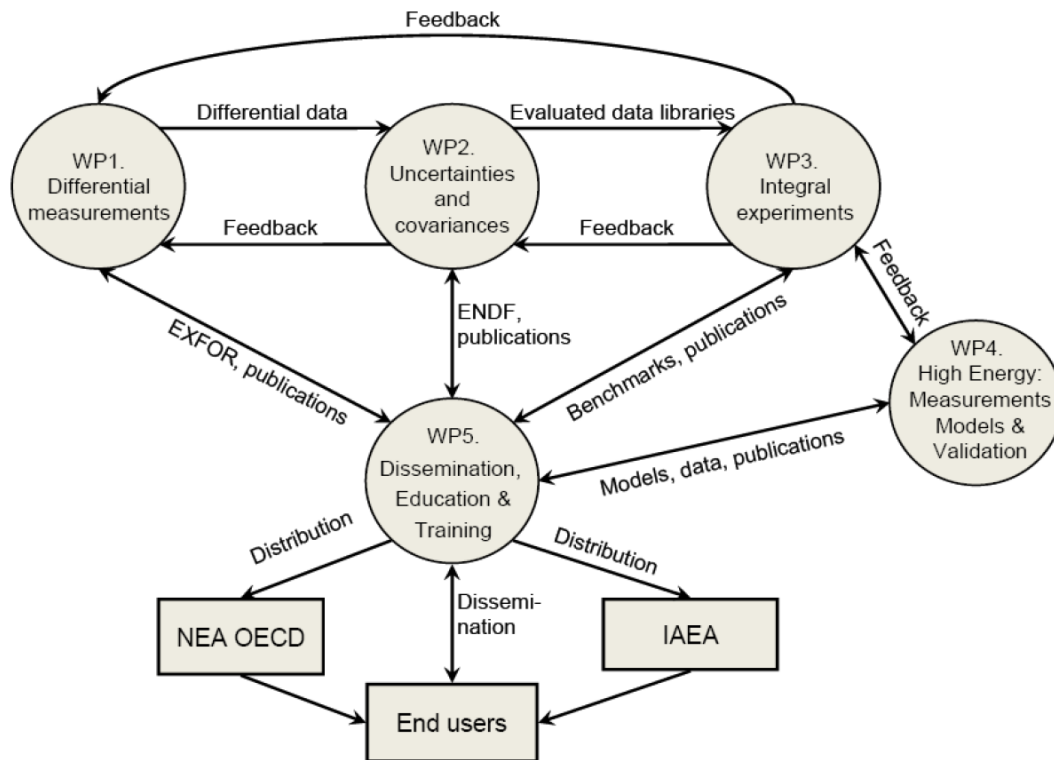 Feedback
Differential data
Evaluated data libraries
WP1.
Differential
measurements
WP2.
Uncertainties
and
covariances
WP3.
Integral
experiments
Feedback
Feedback
Feedback
WP4.
High Energy:
Measurements
Models &
Validation
EXFOR, publications
ENDF,
publications
Benchmarks, publications
Models, data, publications
WP5.
Dissemination,
Education &
Training
Distribution
Dissemi-
nation
Distribution
NEA OECD
IAEA
End users